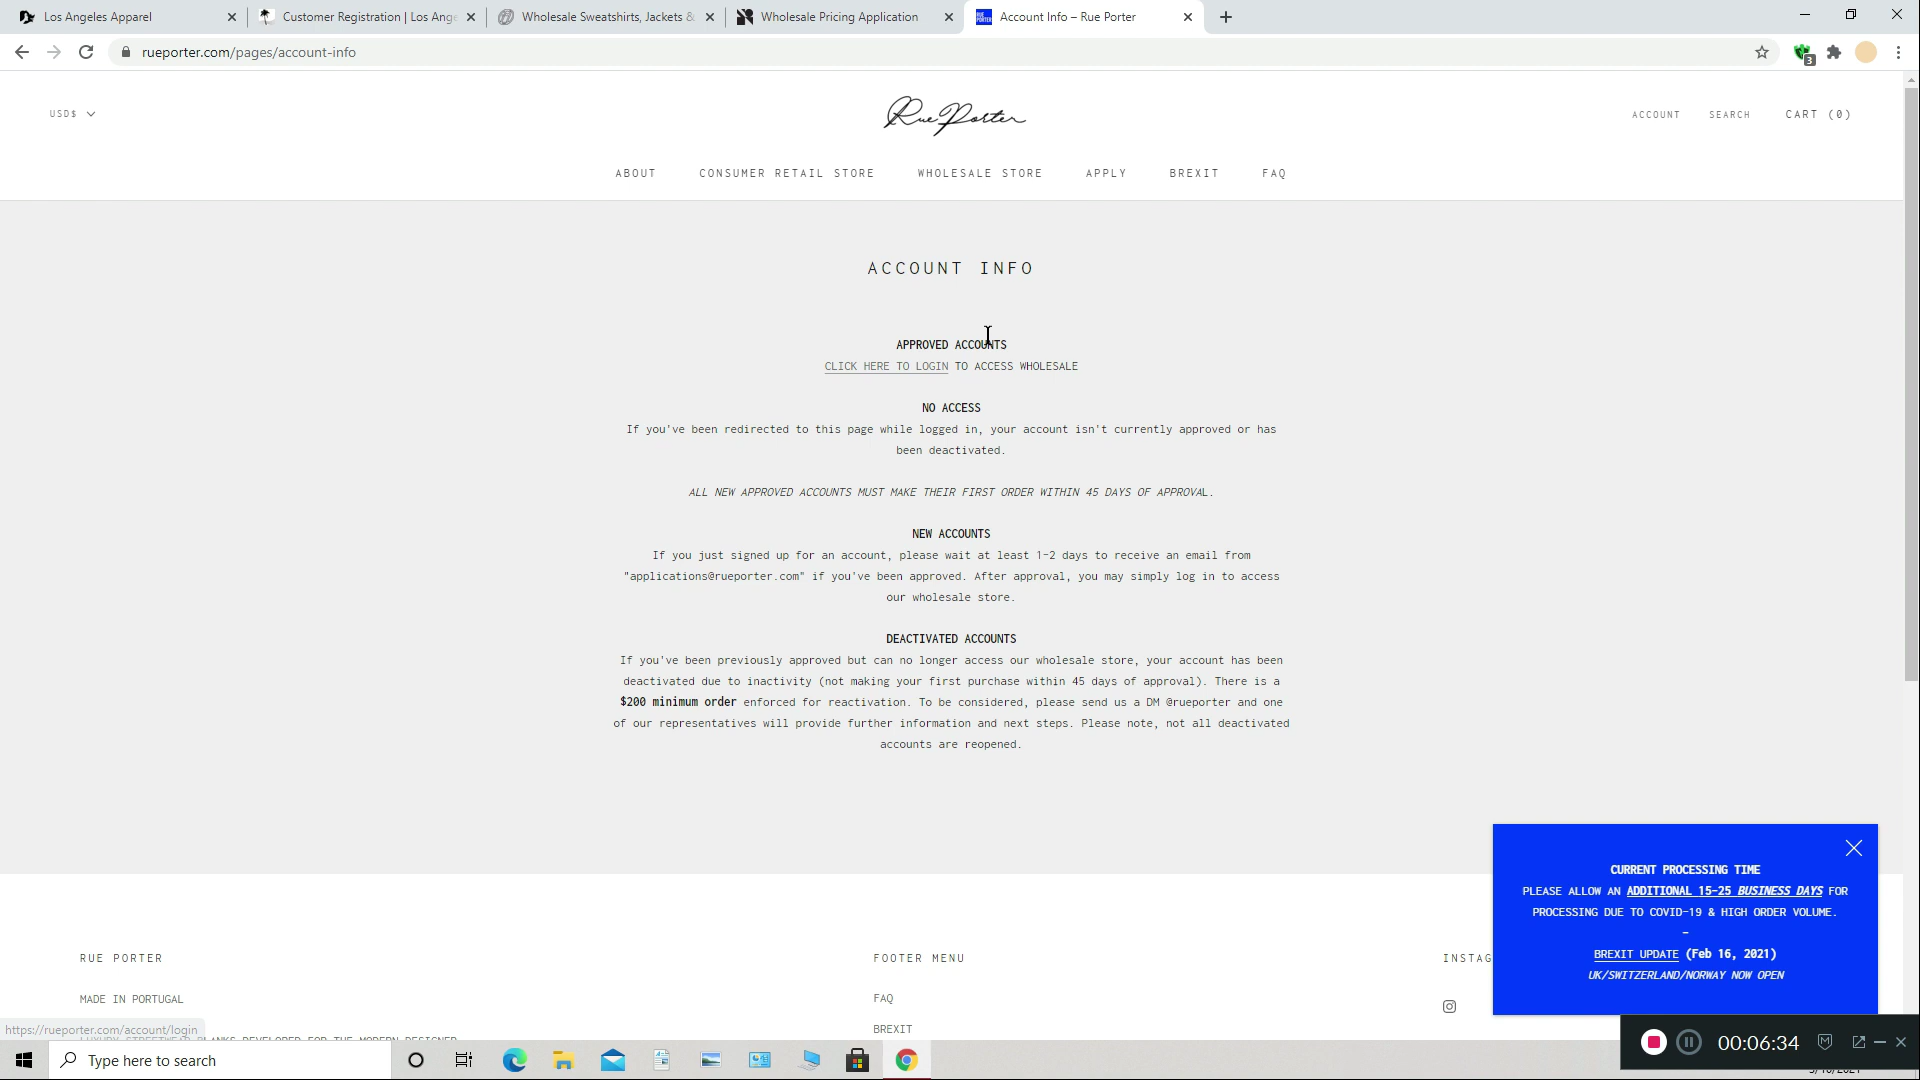 Los Angeles Apparel
Customer Registration | Los Ange
Wholesale Sweatshirts, Jackets &
Wholesale Pricing Application
Account Info – Rue Porter
rueporter.com/pages/account-info
3
USD$
Rue Porter
ACCOUNT
SEARCH
CART (0)
ABOUT
CONSUMER RETAIL STORE
WHOLESALE STORE
APPLY
BREXIT
FAQ
ACCOUNT INFO
APPROVED ACCOUNTS
CLICK HERE TO LOGIN TO ACCESS WHOLESALE
NO ACCESS
If you've been redirected to this page while logged in, your account isn't currently approved or has
been deactivated.
ALL NEW APPROVED ACCOUNTS MUST MAKE THEIR FIRST ORDER WITHIN 45 DAYS OF APPROVAL.
NEW ACCOUNTS
If you just signed up for an account, please wait at least 1-2 days to receive an email from
"applications@rueporter.com" if you've been approved. After approval, you may simply log in to access
our wholesale store.
DEACTIVATED ACCOUNTS
If you've been previously approved but can no longer access our wholesale store, your account has been
deactivated due to inactivity (not making your first purchase within 45 days of approval). There is a
$200 minimum order enforced for reactivation. To be considered, please send us a DM @rueporter and one
of our representatives will provide further information and next steps. Please note, not all deactivated
accounts are reopened.
CURRENT PROCESSING TIME
PLEASE ALLOW AN ADDITIONAL 15-25 BUSINESS DAYS FOR
PROCESSING DUE TO COVID-19 & HIGH ORDER VOLUME.
–
BREXIT UPDATE (Feb 16, 2021)
UK/SWITZERLAND/NORWAY NOW OPEN
RUE PORTER
FOOTER MENU
INSTAG
MADE IN PORTUGAL
FAQ
BREXIT
https://rueporter.com/account/login
LUXURY STREETWEAR BLANKS DEVELOPED FOR THE MODERN DESIGNER
Type here to search
00:06:34